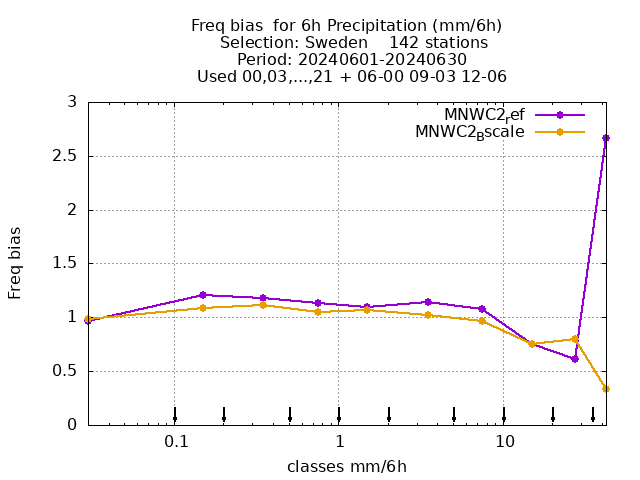 Freq bias  for 6h Precipitation (mm/6h)
Selection: Sweden    142 stations
Period: 20240601-20240630
Used 00,03,...,21 + 06-00 09-03 12-06
MNWC2_ref
MNWC2_Bscale
3
2.5
2
1.5
1
0.5
0
Freq bias
0.1 1 10
classes mm/6h